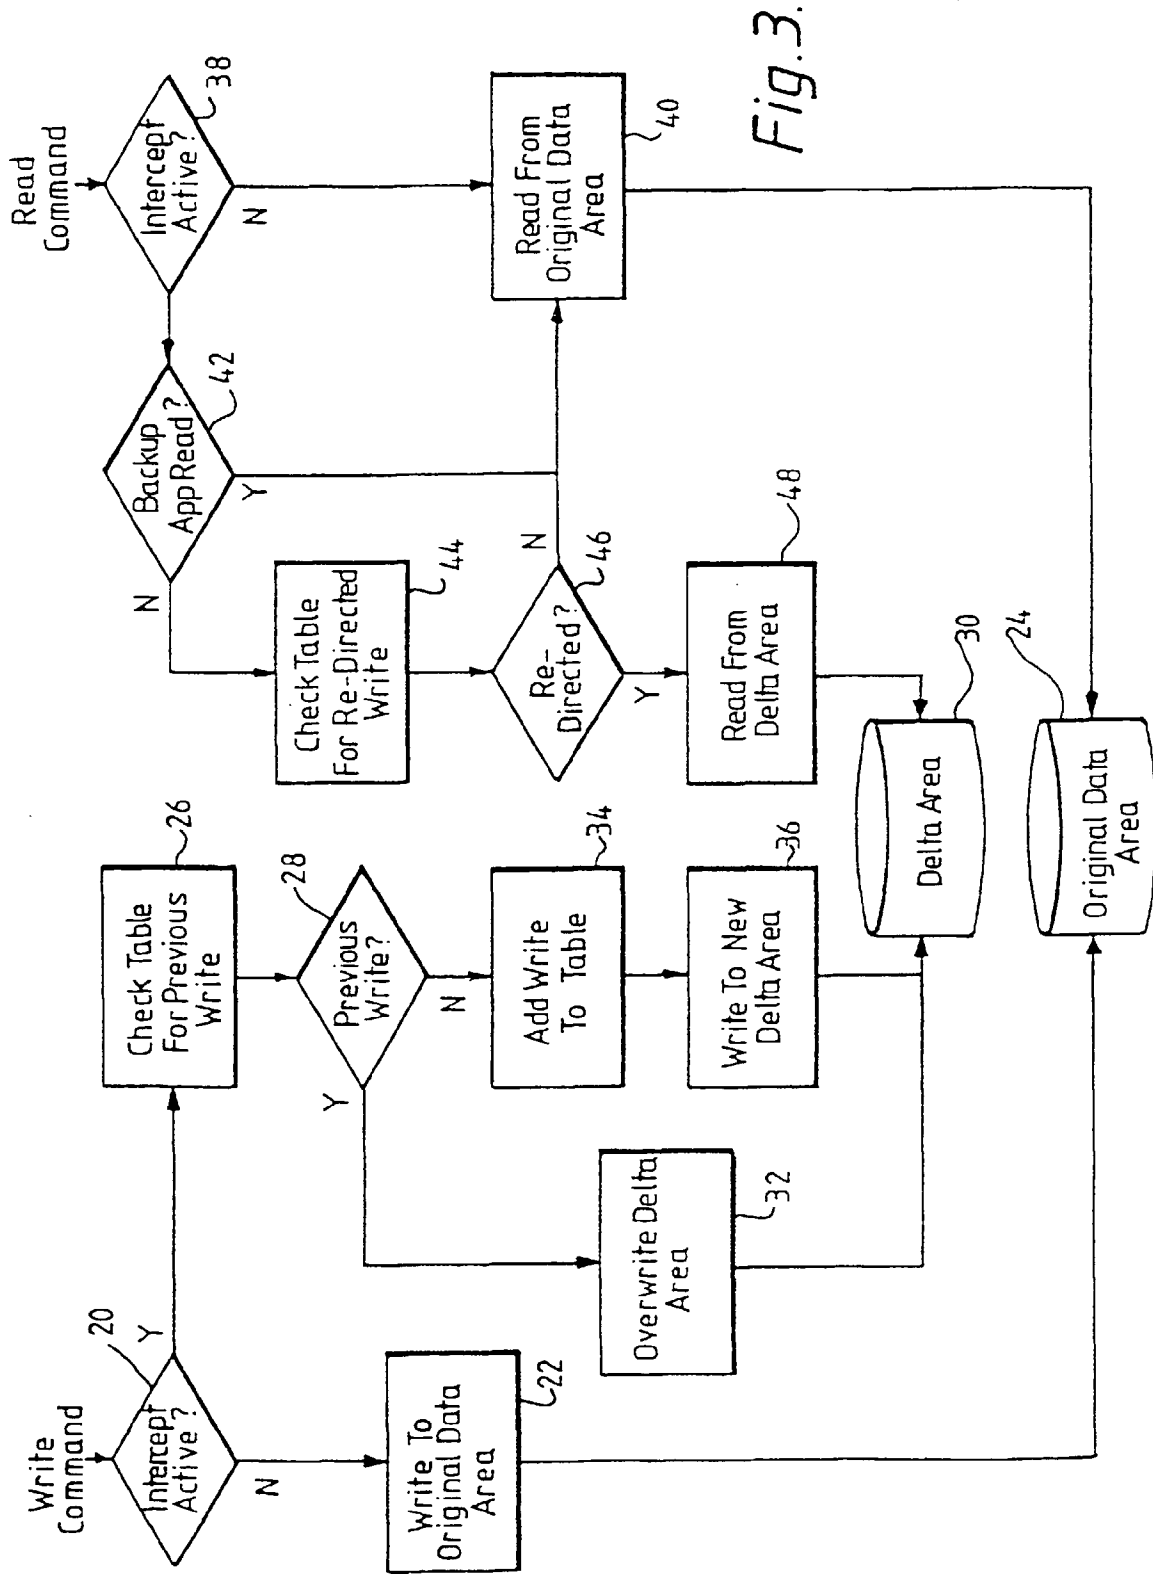 Write
Command
20
Intercept
Active?
Y
N
Write To
Original Data
Area
22
Check Table
For Previous
Write
26
28
Previous
Write?
Y
N
Overwrite Delta
Area
32
Add Write
To Table
34
Write To New
Delta Area
36
Read
Command
Intercept
Active?
38
N
Backup
App Read?
42
N
Y
Check Table
For Re-Directed
Write
44
Re-
Directed?
46
N
Y
Read From
Delta Area
48
Read From
Original Data
Area
40
Delta Area
30
Original Data
Area
24
Fig.3.